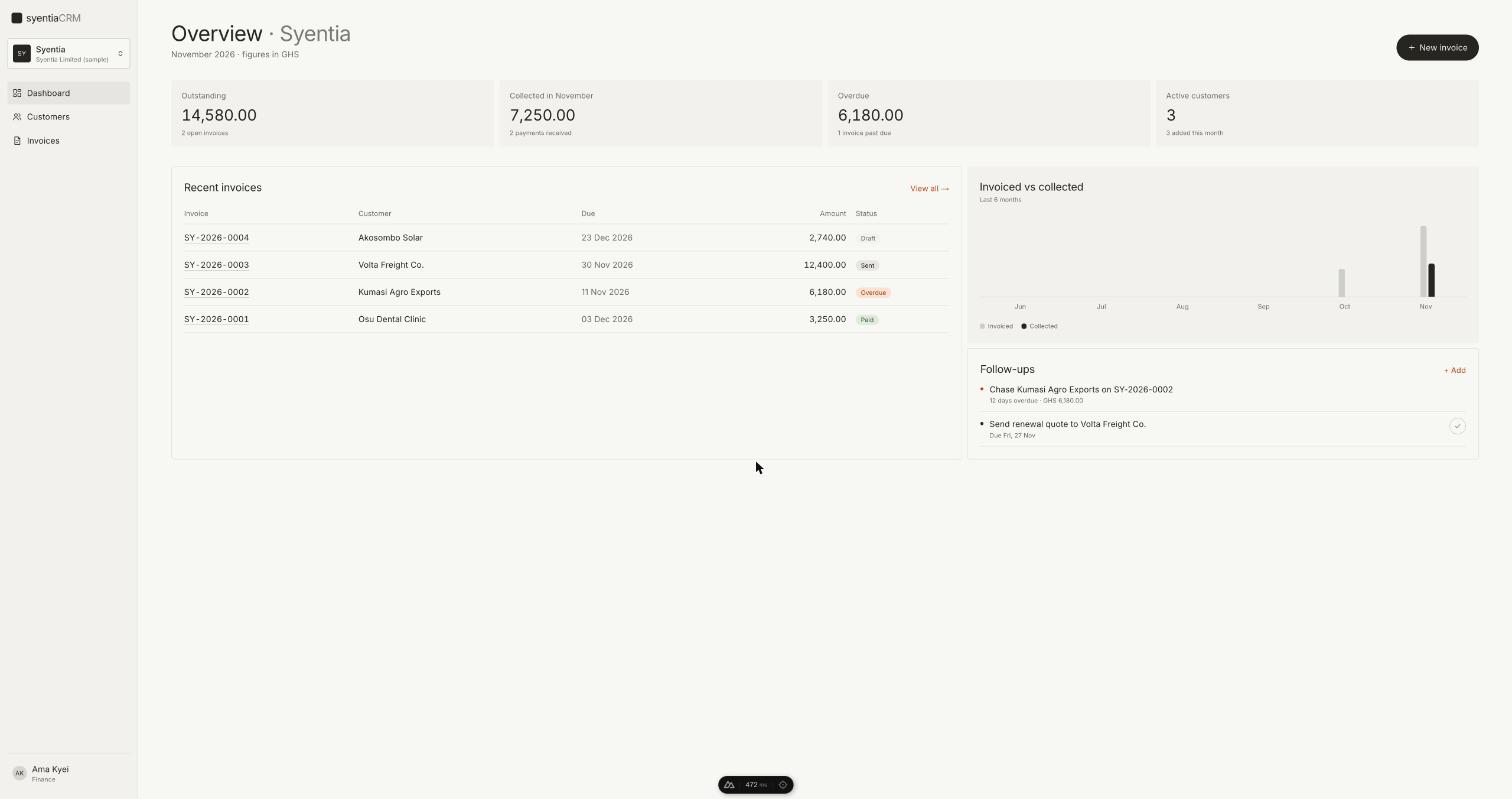 syentiaCRM
SY
Syentia
Syentia Limited (sample)
Dashboard
Customers
Invoices
AK
Ama Kyei
Finance
Overview · Syentia
November 2026 · figures in GHS
+ New invoice
Outstanding
14,580.00
2 open invoices
Collected in November
7,250.00
2 payments received
Overdue
6,180.00
1 invoice past due
Active customers
3
3 added this month
Recent invoices
View all →
Invoice Customer Due Amount Status
SY-2026-0004 Akosombo Solar 23 Dec 2026 2,740.00 Draft
SY-2026-0003 Volta Freight Co. 30 Nov 2026 12,400.00 Sent
SY-2026-0002 Kumasi Agro Exports 11 Nov 2026 6,180.00 Overdue
SY-2026-0001 Osu Dental Clinic 03 Dec 2026 3,250.00 Paid
Invoiced vs collected
Last 6 months
Jun Jul Aug Sep Oct Nov
Invoiced Collected
Follow-ups
+ Add
Chase Kumasi Agro Exports on SY-2026-0002
12 days overdue · GHS 6,180.00
Send renewal quote to Volta Freight Co.
Due Fri, 27 Nov
472 ms